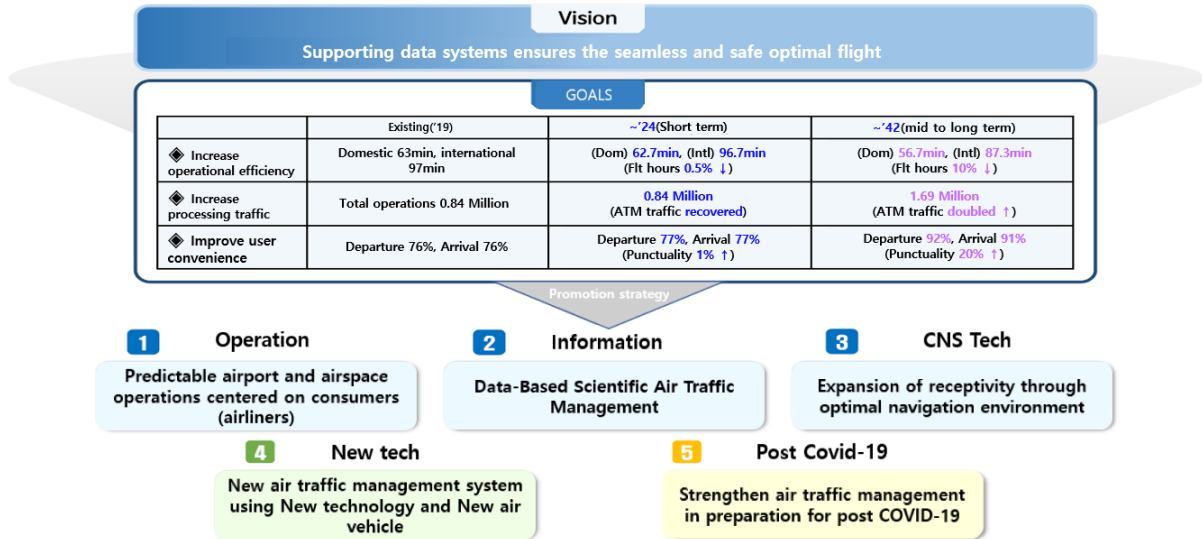 Vision
Supporting data systems ensures the seamless and safe optimal flight
GOALS
Existing('19)
~'24(Short term)
~'42(mid to long term)
◈ Increase
operational efficiency
Domestic 63min, international
97min
(Dom) 62.7min, (Intl) 96.7min
(Flt hours 0.5% ↓)
(Dom) 56.7min, (Intl) 87.3min
(Flt hours 10% ↓)
◈ Increase
processing traffic
Total operations 0.84 Million
0.84 Million
(ATM traffic recovered)
1.69 Million
(ATM traffic doubled ↑)
◈ Improve user
convenience
Departure 76%, Arrival 76%
Departure 77%, Arrival 77%
(Punctuality 1% ↑)
Departure 92%, Arrival 91%
(Punctuality 20% ↑)
Promotion strategy
1 Operation
Predictable airport and airspace
operations centered on consumers
(airliners)
2 Information
Data-Based Scientific Air Traffic
Management
3 CNS Tech
Expansion of receptivity through
optimal navigation environment
4 New tech
New air traffic management system
using New technology and New air
vehicle
5 Post Covid-19
Strengthen air traffic management
in preparation for post COVID-19